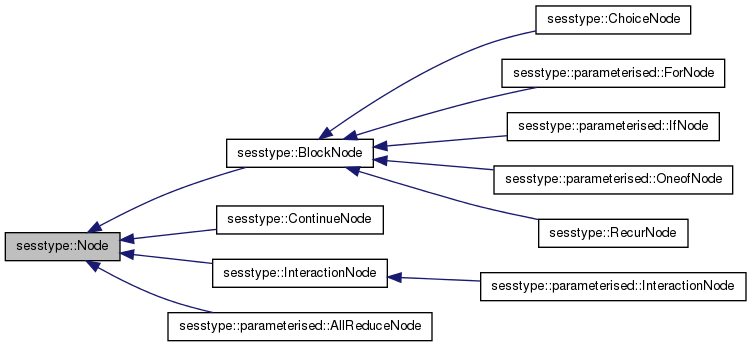 sesstype::ChoiceNode
sesstype::parameterised::ForNode
sesstype::parameterised::IfNode
sesstype::BlockNode
sesstype::parameterised::OneofNode
sesstype::ContinueNode
sesstype::RecurNode
sesstype::Node
sesstype::InteractionNode
sesstype::parameterised::InteractionNode
sesstype::parameterised::AllReduceNode